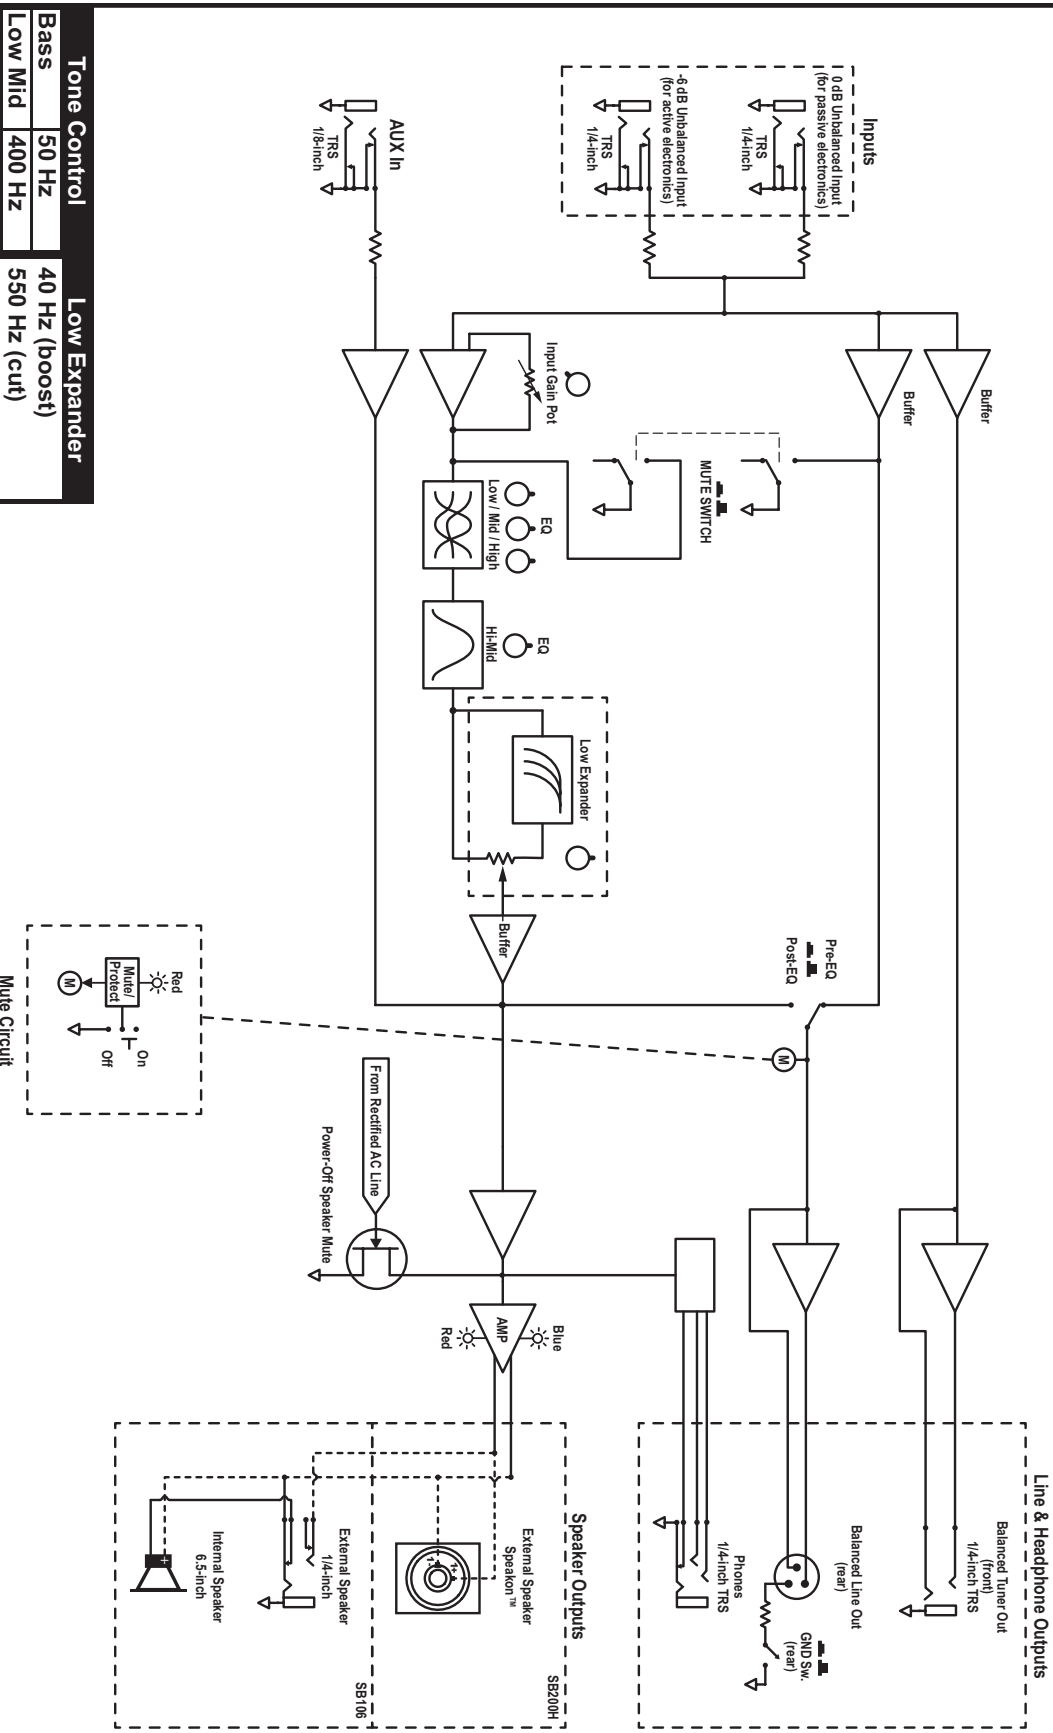 Line & Headphone Outputs
Balanced Tuner Out
(front)
1/4-inch TRS
Balanced Line Out
(rear)
GND Sw.
(rear)
Phones
1/4-inch TRS
Speaker Outputs
SB200H
External Speaker
Speakon™
1+
1-
SB106
External Speaker
1/4-inch
Internal Speaker
6.5-inch
+
Inputs
0 dB Unbalanced Input
(for passive electronics)
TRS
1/4-inch
-6 dB Unbalanced Input
(for active electronics)
TRS
1/4-inch
AUX In
TRS
1/8-inch
Buffer
Buffer
Input Gain Pot
MUTE SWITCH
EQ
Low / Mid / High
EQ
Hi-Mid
Low Expander
Buffer
Pre-EQ
Post-EQ
M
Blue
AMP
Red
From Rectified AC Line
Power-Off Speaker Mute
Red
Mute/
Protect
M
On
Off
Mute Circuit
Tone Control Low Expander
Bass 50 Hz 40 Hz (boost)
Low Mid 400 Hz 550 Hz (cut)